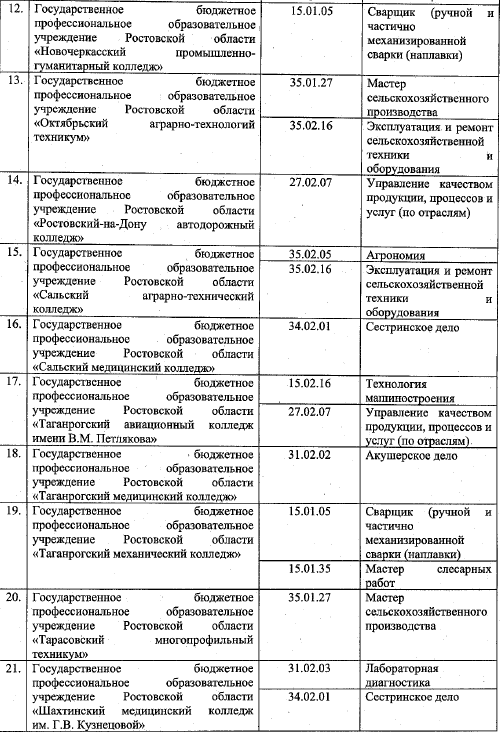 12. Государственное бюджетное 15.01.05 Сварщик (ручной и
профессиональное образовательное частично
учреждение Ростовской области механизированной
«Новочеркасский промышленно- сварки (наплавки)
гуманитарный колледж»
13. Государственное бюджетное 35.01.27 Мастер
профессиональное образовательное сельскохозяйственного
учреждение Ростовской области производства
«Октябрьский аграрно-технологий 35.02.16 Эксплуатация и ремонт
техникум» сельскохозяйственной
техники и
оборудования
14. Государственное бюджетное 27.02.07 Управление качеством
профессиональное образовательное продукции, процессов и
учреждение Ростовской области услуг (по отраслям)
«Ростовский-на-Дону автодорожный
колледж»
15. Государственное бюджетное 35.02.05 Агрономия
профессиональное образовательное 35.02.16 Эксплуатация и ремонт
учреждение Ростовской области сельскохозяйственной
«Сальский аграрно-технический техники и
колледж» оборудования
16. Государственное бюджетное 34.02.01 Сестринское дело
профессиональное образовательное
учреждение Ростовской области
«Сальский медицинский колледж»
17. Государственное бюджетное 15.02.16 Технология
профессиональное образовательное машиностроения
учреждение Ростовской области 27.02.07 Управление качеством
«Таганрогский авиационный колледж продукции, процессов и
имени В.М. Петлякова» услуг (по отраслям)
18. Государственное бюджетное 31.02.02 Акушерское дело
профессиональное образовательное
учреждение Ростовской области
«Таганрогский медицинский колледж»
19. Государственное бюджетное 15.01.05 Сварщик (ручной и
профессиональное образовательное частично
учреждение Ростовской области механизированной
«Таганрогский механический колледж» сварки (наплавки)
15.01.35 Мастер слесарных
работ
20. Государственное бюджетное 35.01.27 Мастер
профессиональное образовательное сельскохозяйственного
учреждение Ростовской области производства
«Тарасовский многопрофильный
техникум»
21. Государственное бюджетное 31.02.03 Лабораторная
профессиональное образовательное диагностика
учреждение Ростовской области 34.02.01 Сестринское дело
«Шахтинский медицинский колледж
им. Г.В. Кузнецовой»